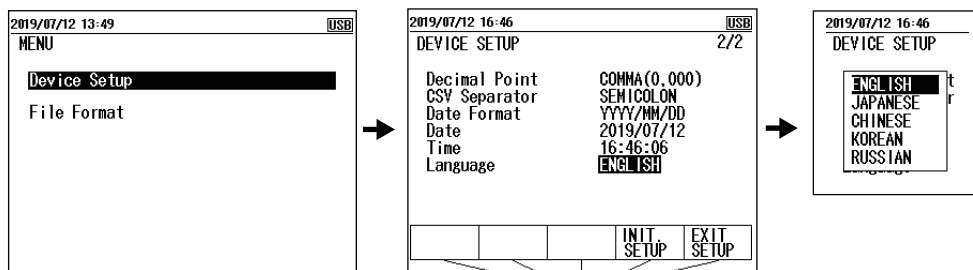 2019/07/12 13:49 USB
MENU
Device Setup
File Format
2019/07/12 16:46 USB
DEVICE SETUP 2/2
Decimal Point COMMA(0,000)
CSV Separator SEMICOLON
Date Format YYYY/MM/DD
Date 2019/07/12
Time 16:46:06
Language ENGLISH
INIT. SETUP EXIT SETUP
2019/07/12 16:46
DEVICE SETUP
ENGLISH
JAPANESE
CHINESE
KOREAN
RUSSIAN